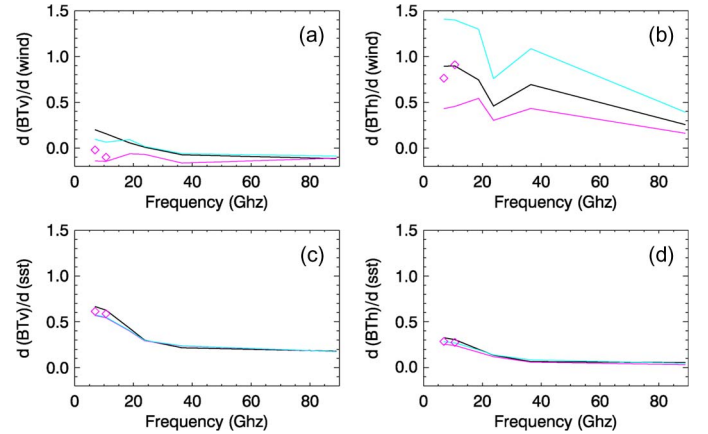 1.5
(a)
1.0
0.5
0.0
d (BTv)/d (wind)
0 20 40 60 80
Frequency (Ghz)
1.5
(b)
1.0
0.5
0.0
d (BTh)/d (wind)
0 20 40 60 80
Frequency (Ghz)
1.5
(c)
1.0
0.5
0.0
d (BTv)/d (sst)
0 20 40 60 80
Frequency (Ghz)
1.5
(d)
1.0
0.5
0.0
d (BTh)/d (sst)
0 20 40 60 80
Frequency (Ghz)